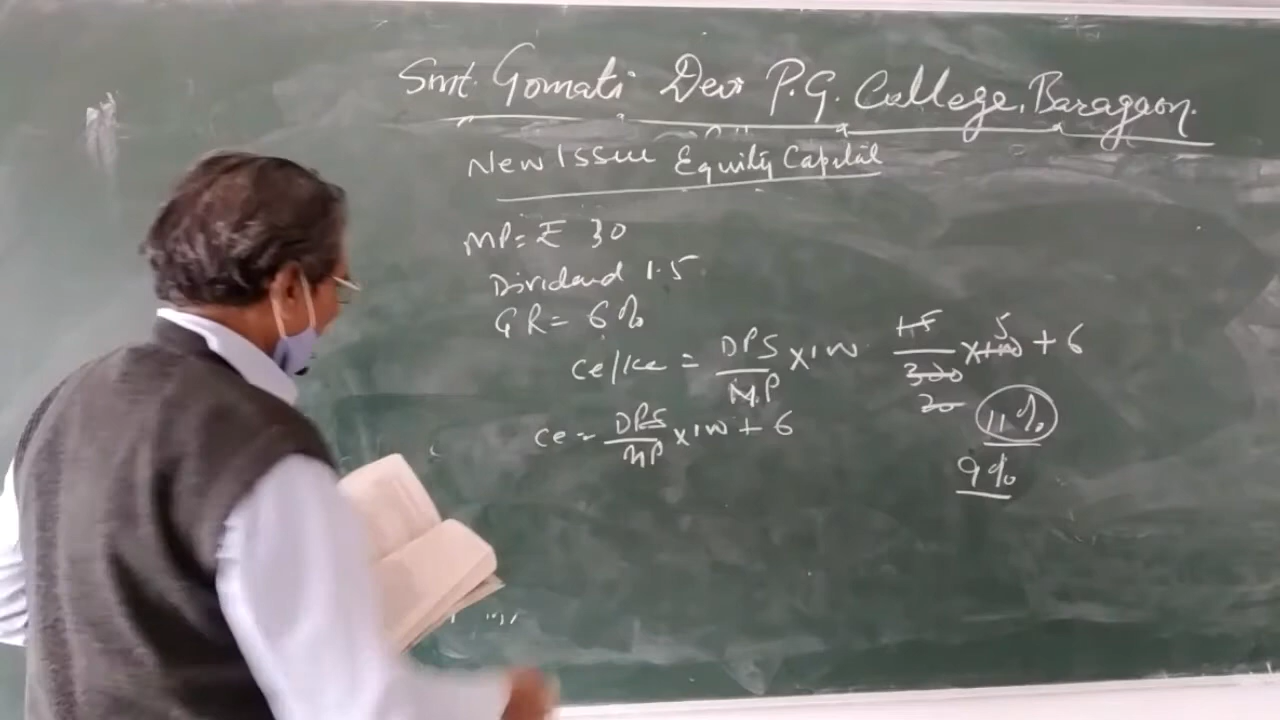 Smt. Gomati Devi P.G. College, Baragaon.
New Issue Equity Capital
MP = ₹ 30
Dividend 1.5
GR = 6%
Ce/Ke = DPS/M.P × 100 1.5/300 × 100 + 6
5
20
11%
Ce = DPS/MP × 100 + 6
9%